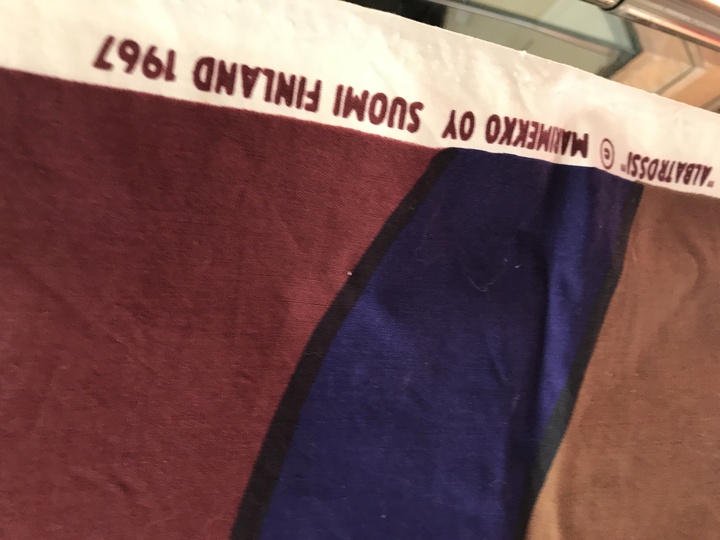 "ALBATROSSI" © MARIMEKKO OY SUOMI FINLAND 1967